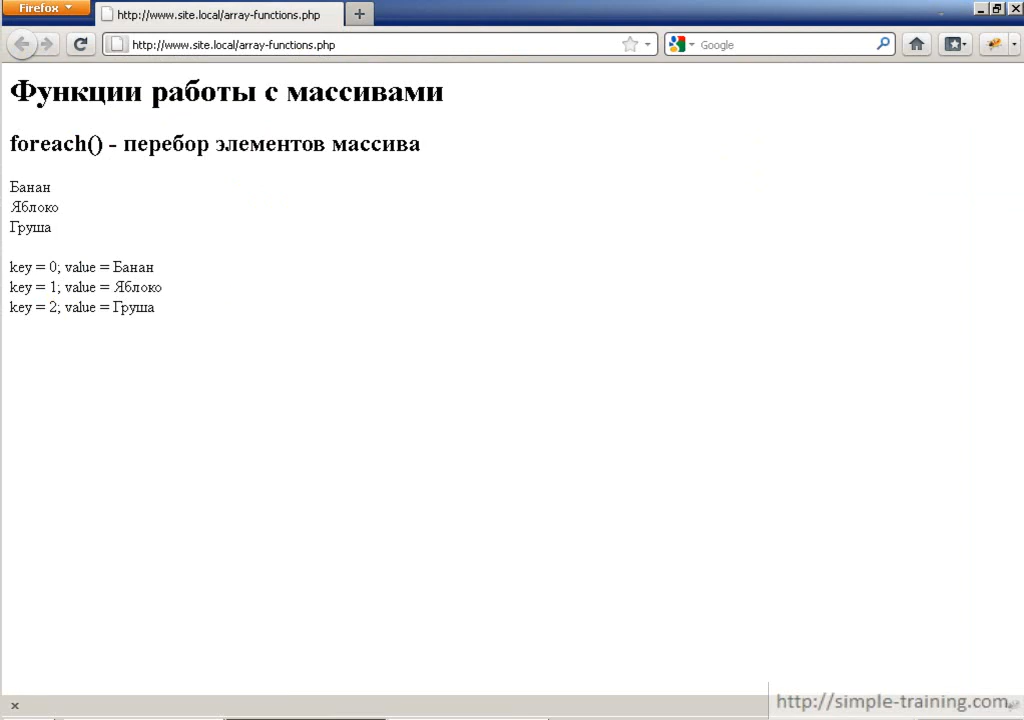 Firefox
http://www.site.local/array-functions.php
http://www.site.local/array-functions.php
Google
Функции работы с массивами
foreach() - перебор элементов массива
Банан
Яблоко
Груша
key = 0; value = Банан
key = 1; value = Яблоко
key = 2; value = Груша
http://simple-training.com